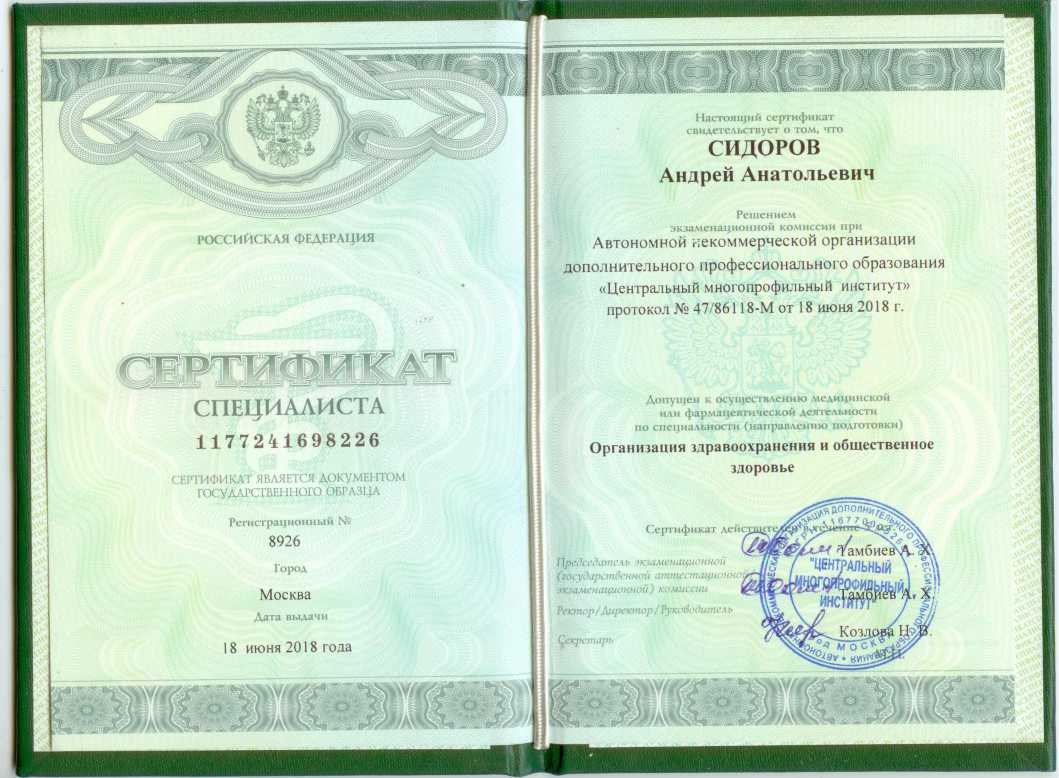 РОССИЙСКАЯ ФЕДЕРАЦИЯ
СЕРТИФИКАТ
СПЕЦИАЛИСТА
1177241698226
СЕРТИФИКАТ ЯВЛЯЕТСЯ ДОКУМЕНТОМ
ГОСУДАРСТВЕННОГО ОБРАЗЦА
Регистрационный №
8926
Город
Москва
Дата выдачи
18 июня 2018 года
Настоящий сертификат
свидетельствует о том, что
СИДОРОВ
Андрей Анатольевич
Решением
экзаменационной комиссии при
Автономной некоммерческой организации
дополнительного профессионального образования
«Центральный многопрофильный институт»
протокол № 47/86118-М от 18 июня 2018 г.
Допущен к осуществлению медицинской
или фармацевтической деятельности
по специальности (направлению подготовки)
Организация здравоохранения и общественное
здоровье
Сертификат действителен
Тамбиев А. Х.
Председатель экзаменационной
(государственной аттестационной
экзаменационной) комиссии
Тамбиев А. Х.
Ректор/Директор/Руководитель
Козлова Н. В.
Секретарь
"ЦЕНТРАЛЬНЫЙ
МНОГОПРОФИЛЬНЫЙ
ИНСТИТУТ"